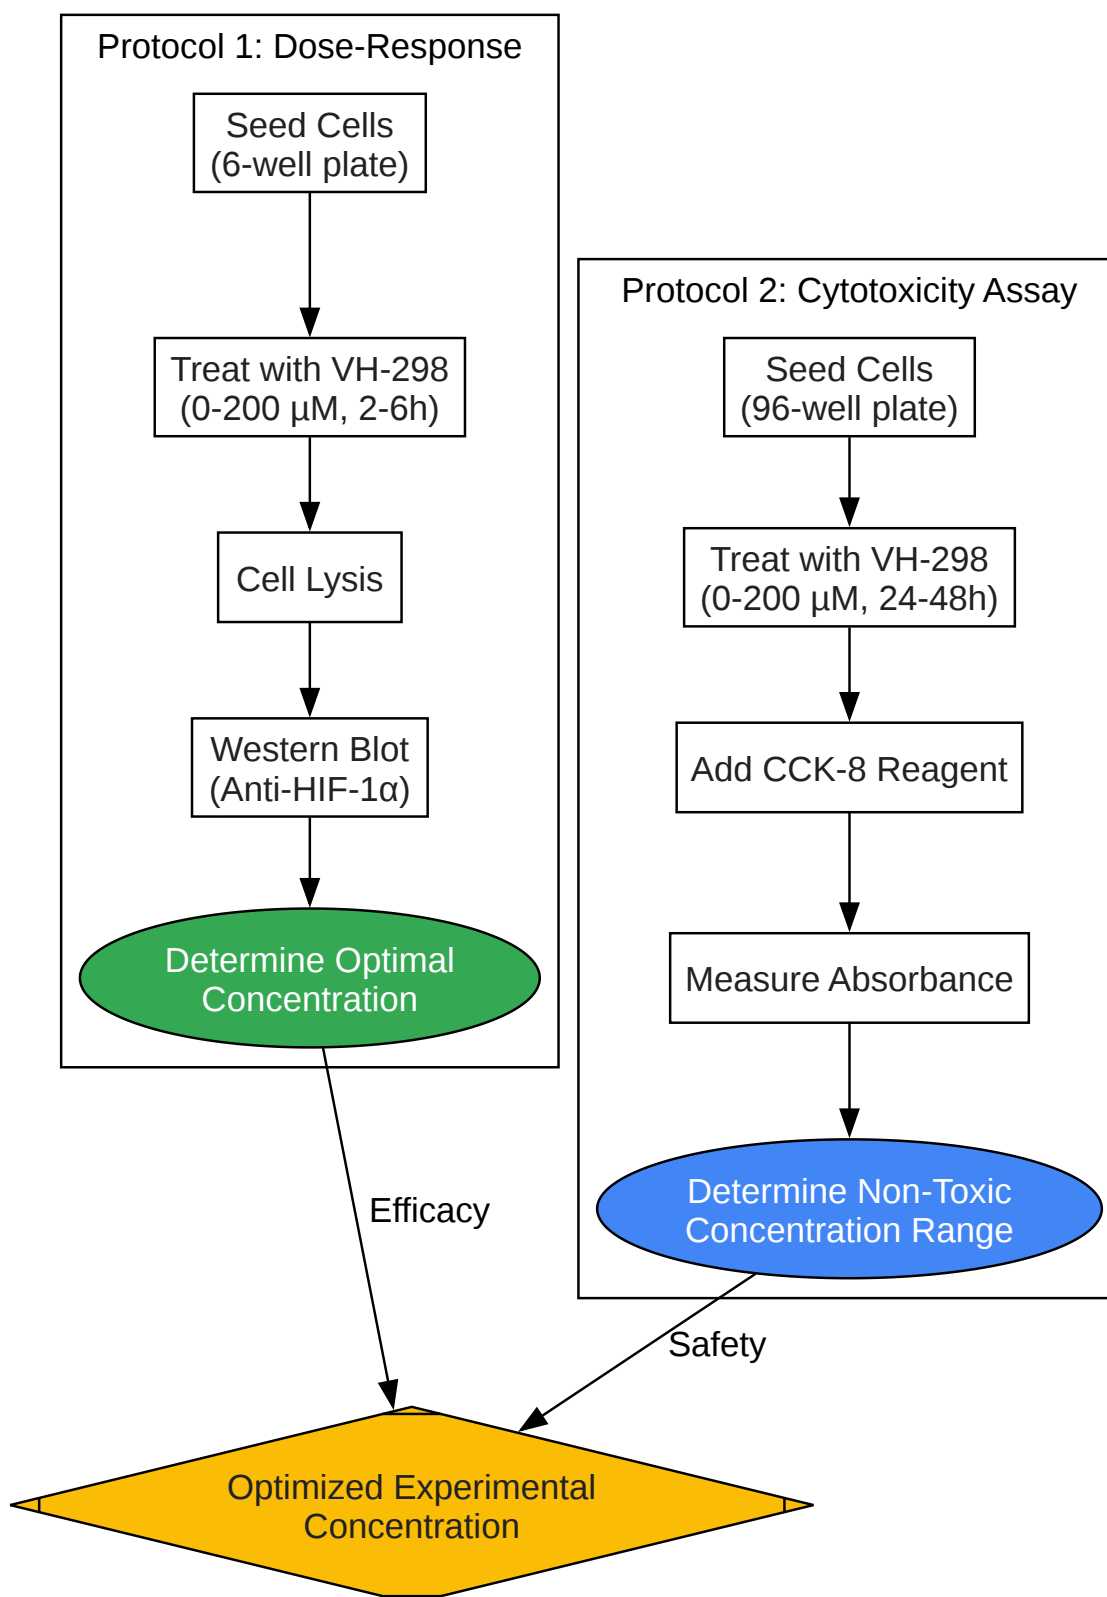 Protocol 1: Dose-Response
Seed Cells
(6-well plate)
Treat with VH-298
(0-200 µM, 2-6h)
Cell Lysis
Western Blot
(Anti-HIF-1α)
Determine Optimal
Concentration
Protocol 2: Cytotoxicity Assay
Seed Cells
(96-well plate)
Treat with VH-298
(0-200 µM, 24-48h)
Add CCK-8 Reagent
Measure Absorbance
Determine Non-Toxic
Concentration Range
Efficacy
Safety
Optimized Experimental
Concentration